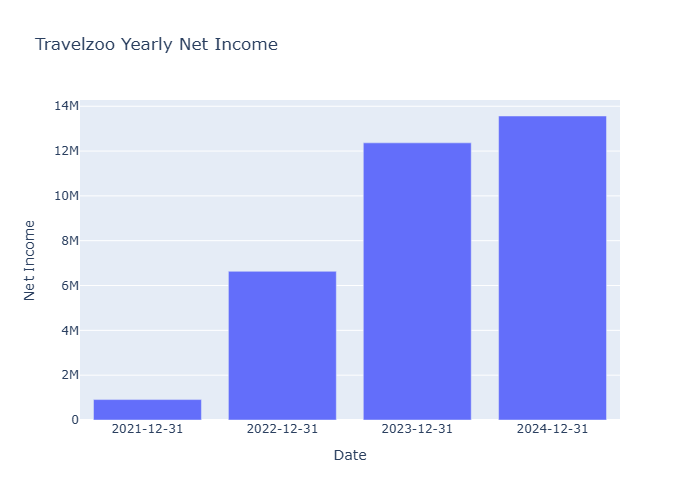 Travelzoo Yearly Net Income
14M
12M
10M
8M
6M
4M
2M
0
Net Income
2021-12-31
2022-12-31
2023-12-31
2024-12-31
Date